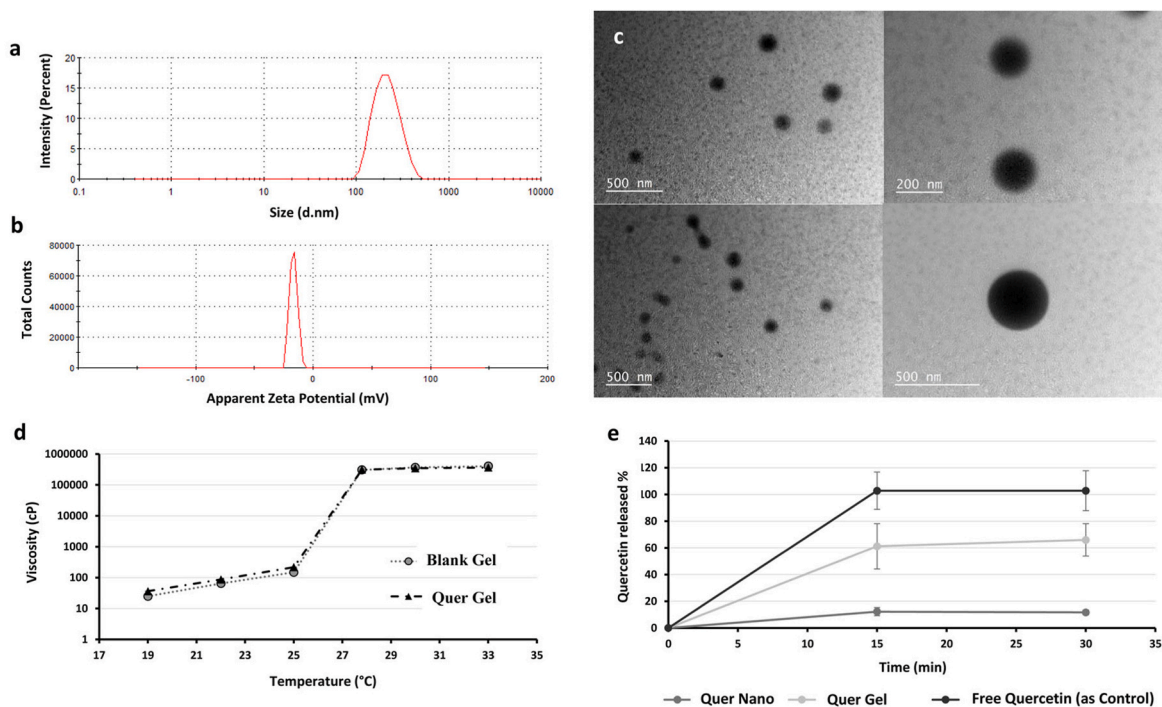 a
Intensity (Percent)
20
15
10
5
0
0.1 1 10 100 1000 10000
Size (d.nm)
b
Total Counts
80000
60000
40000
20000
0
-100 0 100 200
Apparent Zeta Potential (mV)
c
500 nm
200 nm
500 nm
500 nm
d
Viscosity (cP)
1000000
100000
10000
1000
100
10
1
17 19 21 23 25 27 29 31 33 35
Temperature (°C)
Blank Gel
Quer Gel
e
Quercetin released %
140
120
100
80
60
40
20
0
0 5 10 15 20 25 30 35
Time (min)
Quer Nano Quer Gel Free Quercetin (as Control)